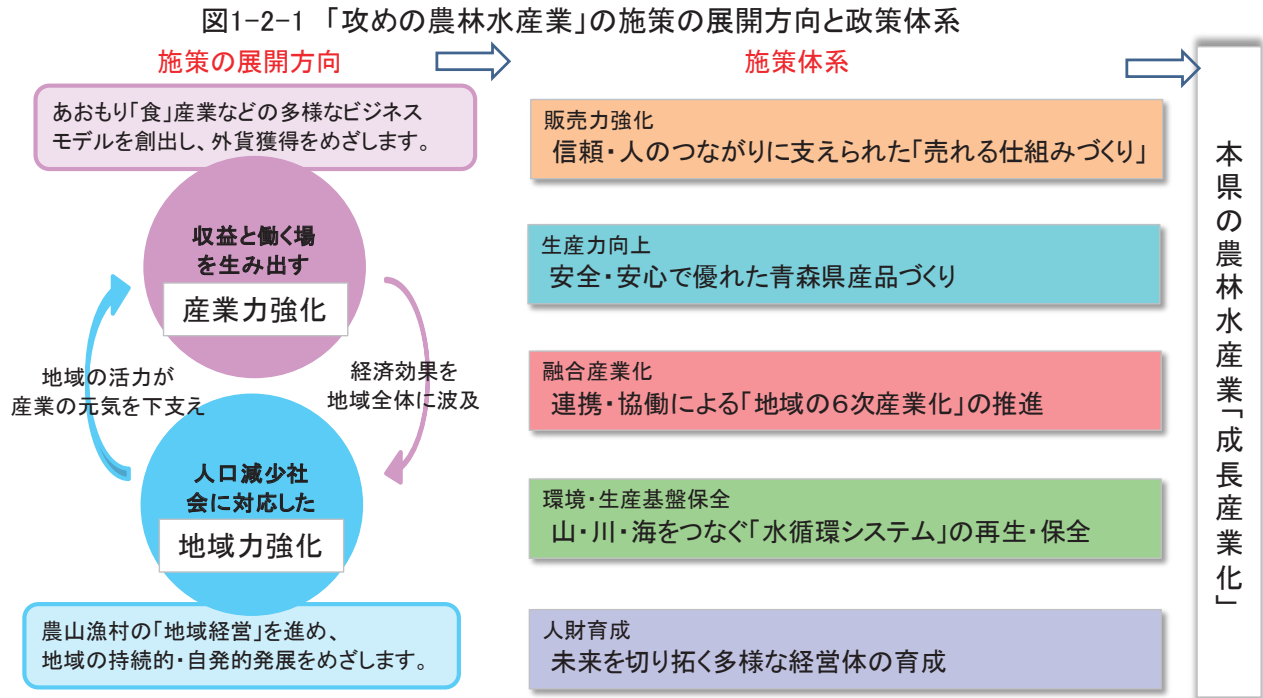 図1-2-1 「攻めの農林水産業」の施策の展開方向と政策体系
施策の展開方向
施策体系
あおもり「食」産業などの多様なビジネス
モデルを創出し、外貨獲得をめざします。
収益と働く場
を生み出す
産業力強化
地域の活力が
産業の元気を下支え
経済効果を
地域全体に波及
人口減少社
会に対応した
地域力強化
農山漁村の「地域経営」を進め、
地域の持続的・自発的発展をめざします。
販売力強化
信頼・人のつながりに支えられた「売れる仕組みづくり」
生産力向上
安全・安心で優れた青森県産品づくり
融合産業化
連携・協働による「地域の6次産業化」の推進
環境・生産基盤保全
山・川・海をつなぐ「水循環システム」の再生・保全
人財育成
未来を切り拓く多様な経営体の育成
本県の農林水産業「成長産業化」